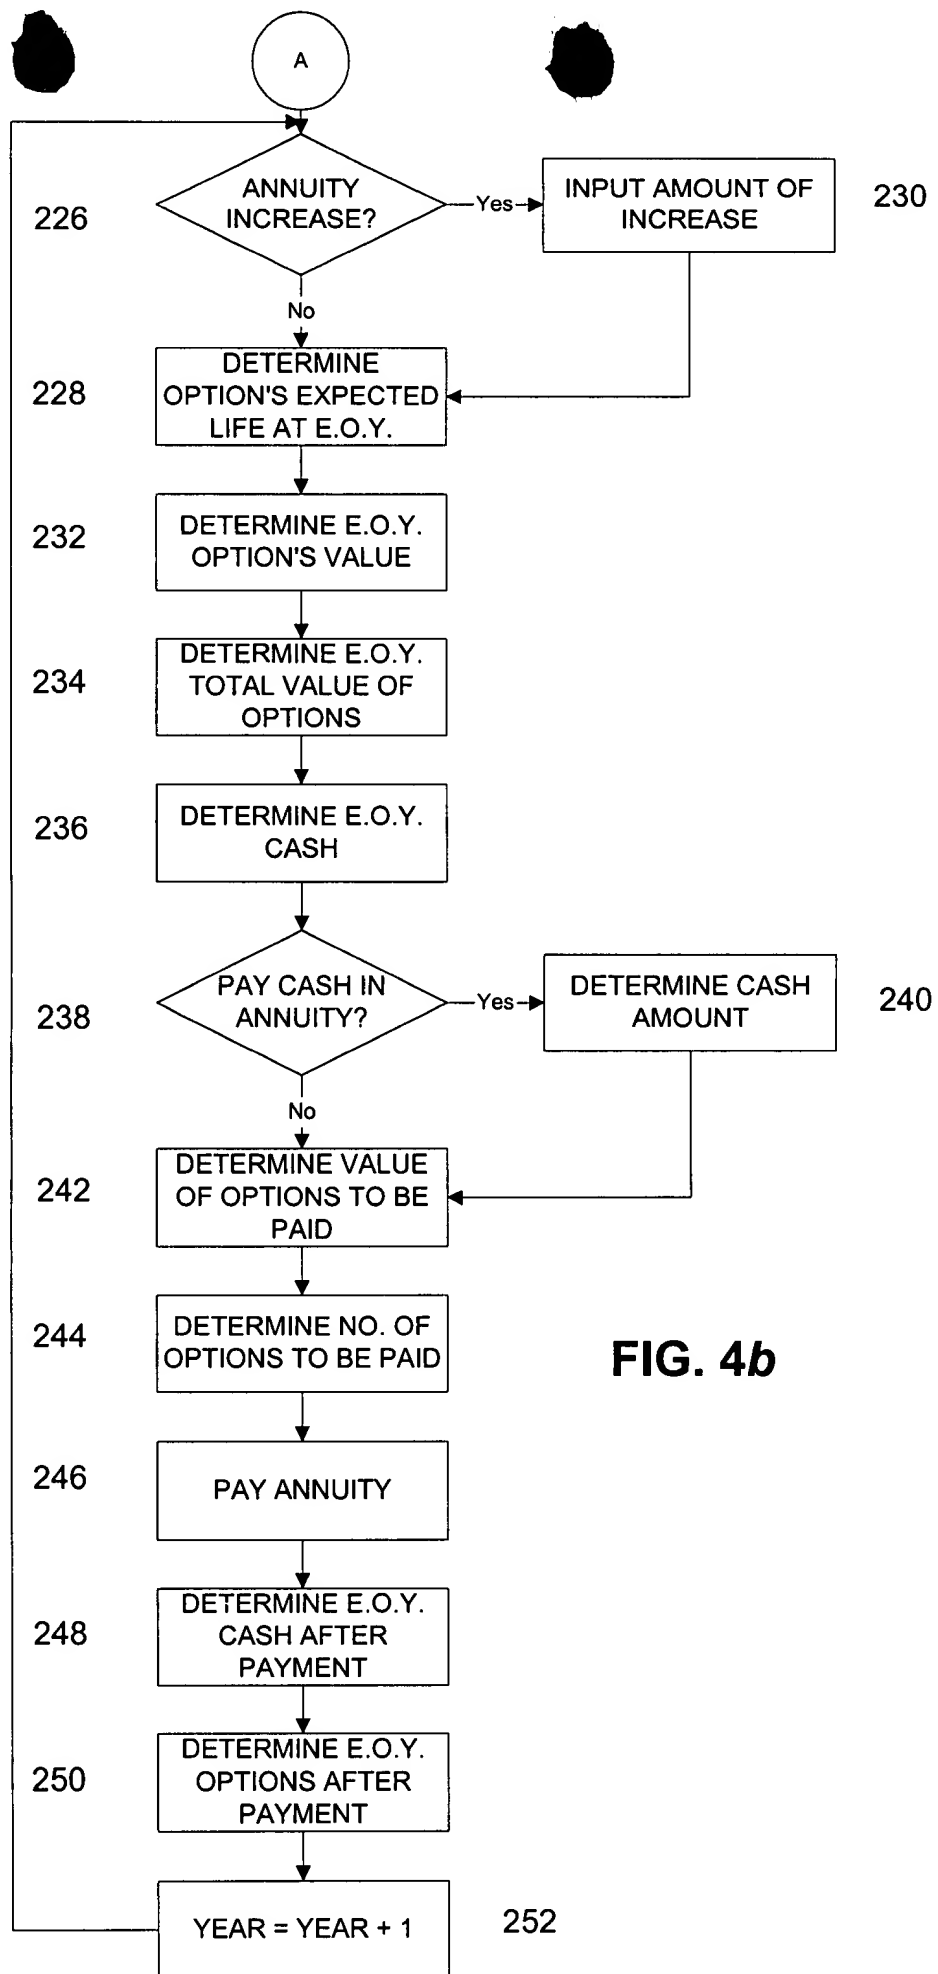 A
ANNUITY
INCREASE?
226
Yes
INPUT AMOUNT OF
INCREASE
230
No
228
DETERMINE
OPTION'S EXPECTED
LIFE AT E.O.Y.
232
DETERMINE E.O.Y.
OPTION'S VALUE
234
DETERMINE E.O.Y.
TOTAL VALUE OF
OPTIONS
236
DETERMINE E.O.Y.
CASH
238
PAY CASH IN
ANNUITY?
Yes
DETERMINE CASH
AMOUNT
240
No
242
DETERMINE VALUE
OF OPTIONS TO BE
PAID
244
DETERMINE NO. OF
OPTIONS TO BE PAID
FIG. 4b
246
PAY ANNUITY
248
DETERMINE E.O.Y.
CASH AFTER
PAYMENT
250
DETERMINE E.O.Y.
OPTIONS AFTER
PAYMENT
YEAR = YEAR + 1
252